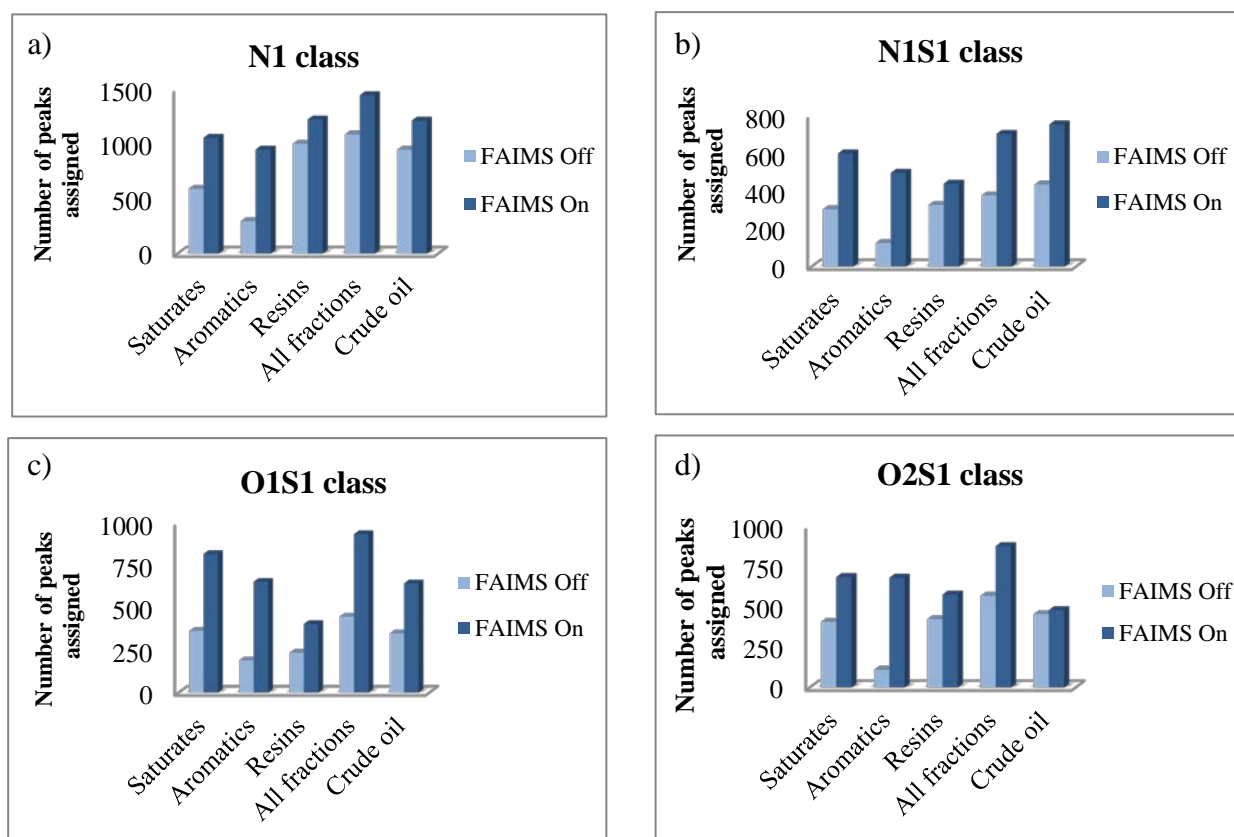 a)
N1 class
Number of peaks
assigned
1500
1000
500
0
Saturates
Aromatics
Resins
All fractions
Crude oil
FAIMS Off
FAIMS On
b)
N1S1 class
Number of peaks
assigned
800
600
400
200
0
Saturates
Aromatics
Resins
All fractions
Crude oil
FAIMS Off
FAIMS On
c)
O1S1 class
Number of peaks
assigned
1000
750
500
250
0
Saturates
Aromatics
Resins
All fractions
Crude oil
FAIMS Off
FAIMS On
d)
O2S1 class
Number of peaks
assigned
1000
750
500
250
0
Saturates
Aromatics
Resins
All fractions
Crude oil
FAIMS Off
FAIMS On